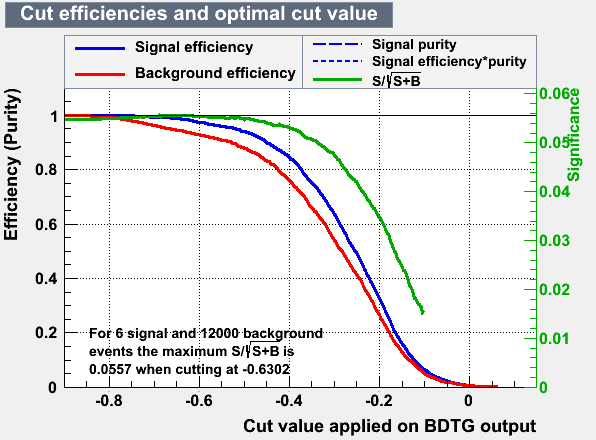 Cut efficiencies and optimal cut value
Signal efficiency
Background efficiency
Signal purity
Signal efficiency*purity
S/√S+B
Efficiency (Purity)
1
0.8
0.6
0.4
0.2
0
0.06
0.05
0.04
0.03
0.02
0.01
0
Significance
For 6 signal and 12000 background
events the maximum S/√S+B is
0.0557 when cutting at -0.6302
-0.8 -0.6 -0.4 -0.2 0
Cut value applied on BDTG output